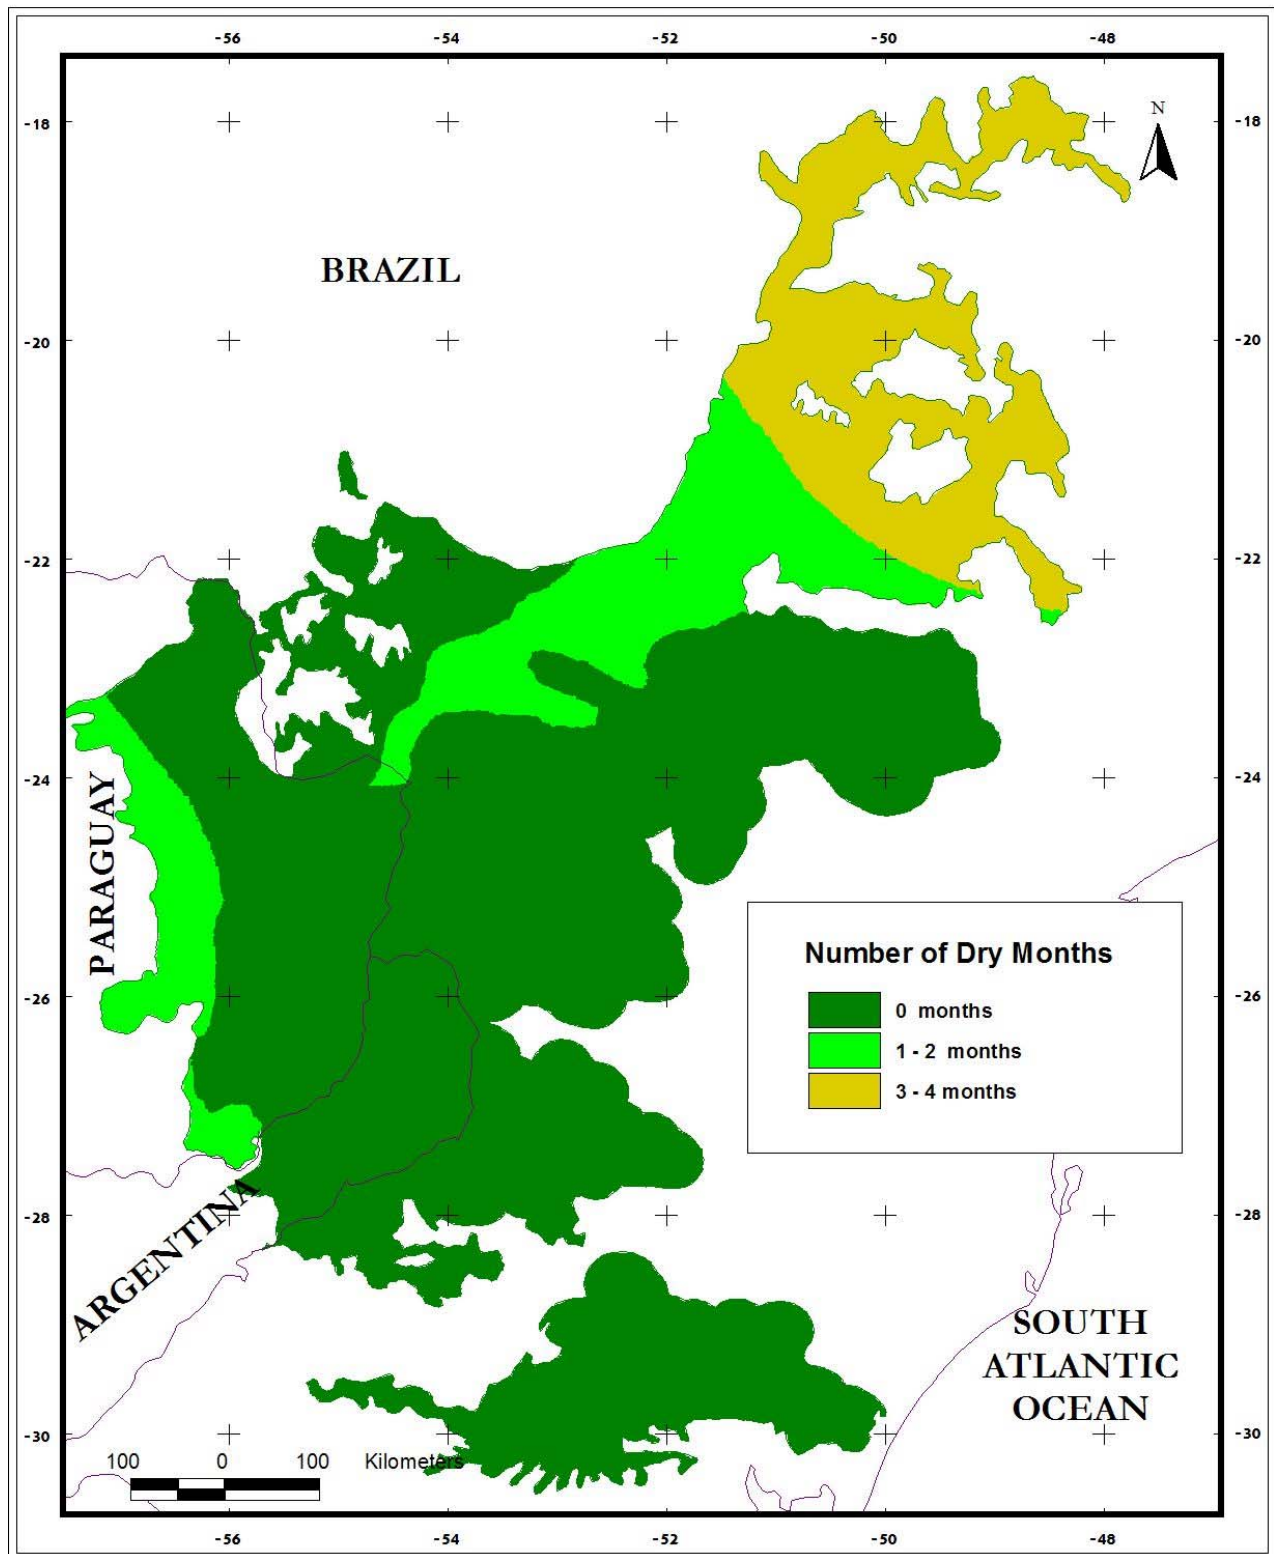 -56 -54 -52 -50 -48
-18 -18
N
BRAZIL
-20 -20
-22 -22
-24 -24
PARAGUAY
Number of Dry Months
-26 -26
0 months
1 - 2 months
3 - 4 months
ARGENTINA
-28 -28
SOUTH
ATLANTIC
OCEAN
-30 -30
100 0 100 Kilometers
-56 -54 -52 -50 -48